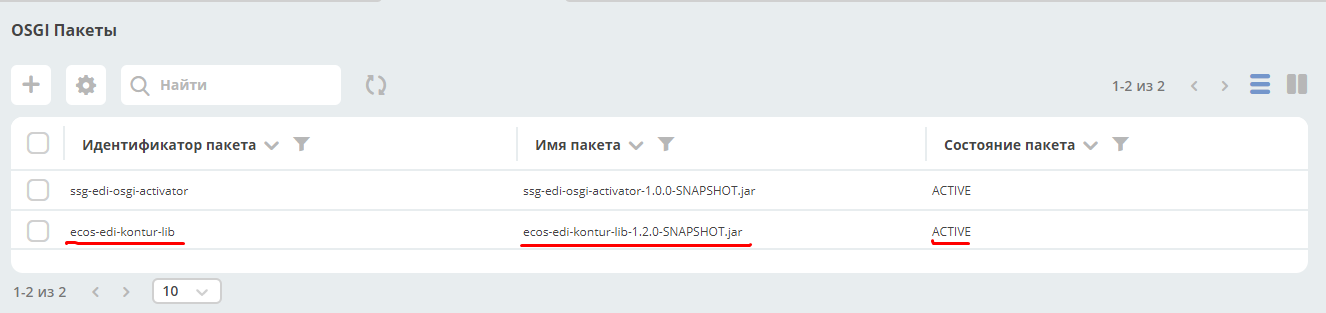 OSGI Пакеты
Найти
1-2 из 2
Идентификатор пакета Имя пакета Состояние пакета
ssg-edi-osgi-activator ssg-edi-osgi-activator-1.0.0-SNAPSHOT.jar ACTIVE
ecos-edi-kontur-lib ecos-edi-kontur-lib-1.2.0-SNAPSHOT.jar ACTIVE
1-2 из 2 10